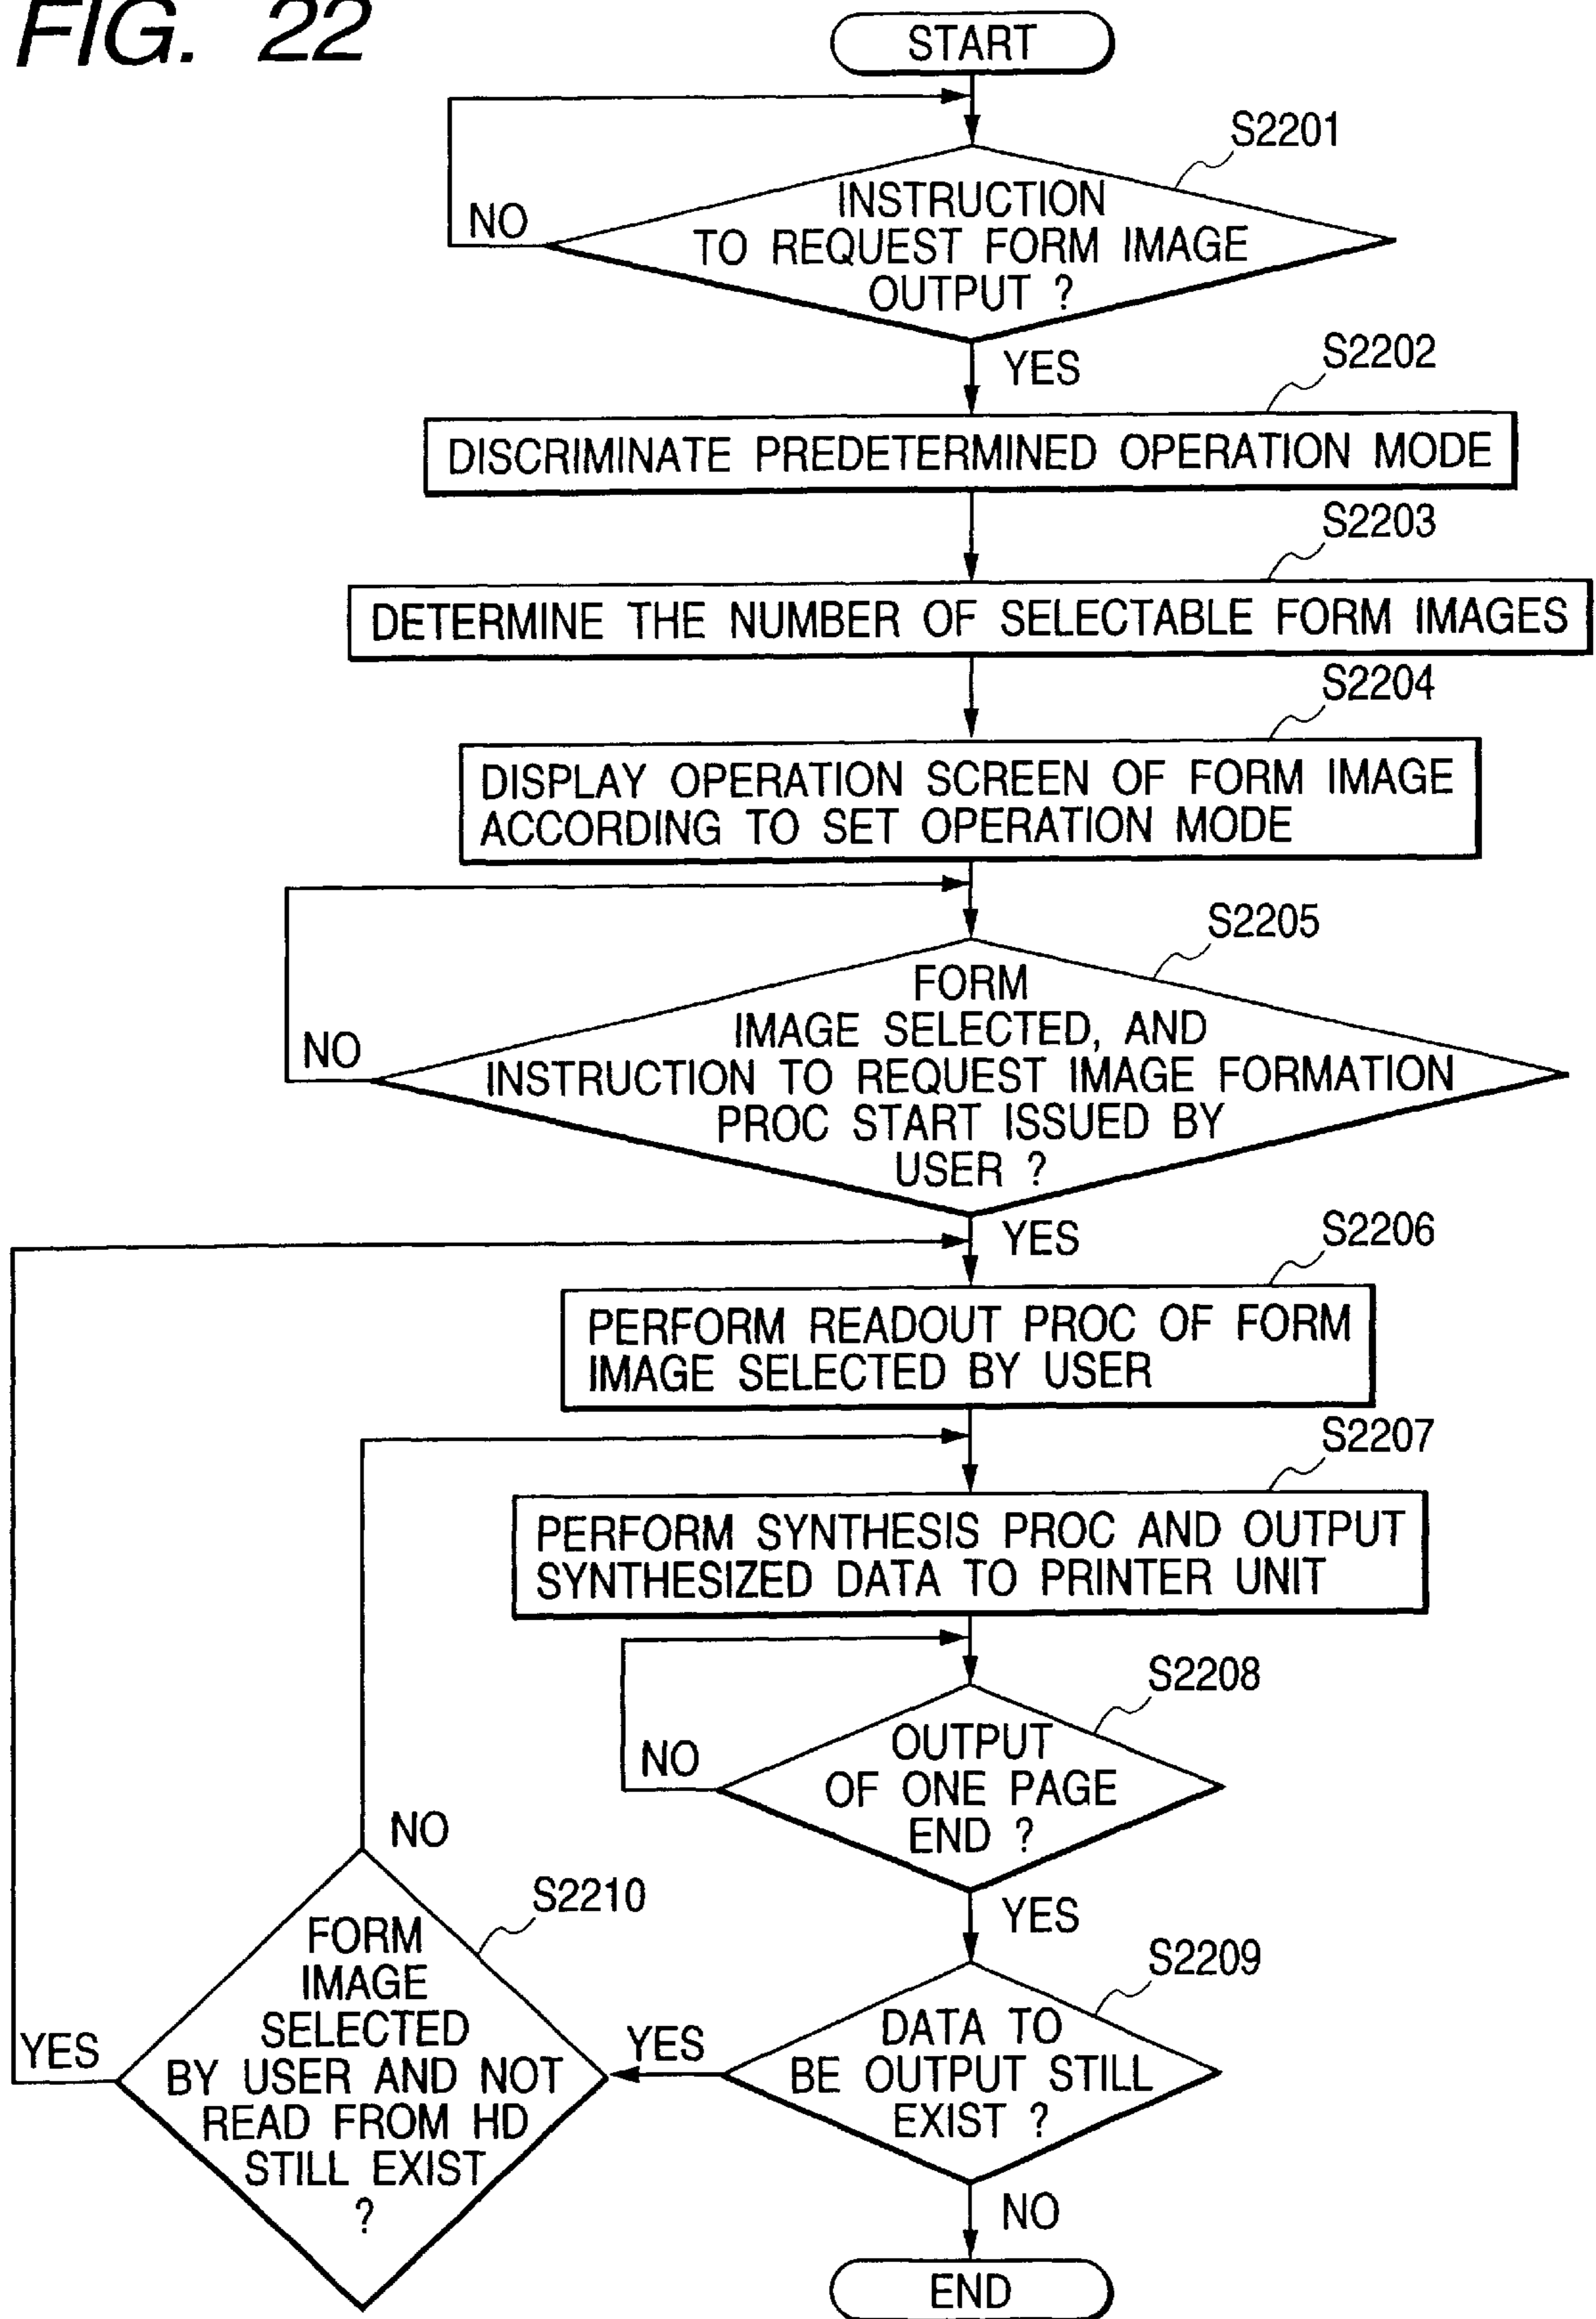 FIG. 22
START
S2201
INSTRUCTION
TO REQUEST FORM IMAGE
OUTPUT ?
NO
YES
S2202
DISCRIMINATE PREDETERMINED OPERATION MODE
S2203
DETERMINE THE NUMBER OF SELECTABLE FORM IMAGES
S2204
DISPLAY OPERATION SCREEN OF FORM IMAGE
ACCORDING TO SET OPERATION MODE
S2205
FORM
IMAGE SELECTED, AND
INSTRUCTION TO REQUEST IMAGE FORMATION
PROC START ISSUED BY
USER ?
NO
YES
S2206
PERFORM READOUT PROC OF FORM
IMAGE SELECTED BY USER
S2207
PERFORM SYNTHESIS PROC AND OUTPUT
SYNTHESIZED DATA TO PRINTER UNIT
S2208
OUTPUT
OF ONE PAGE
END ?
NO
YES
S2209
DATA TO
BE OUTPUT STILL
EXIST ?
YES
NO
S2210
FORM
IMAGE
SELECTED
BY USER AND NOT
READ FROM HD
STILL EXIST
?
NO
YES
END